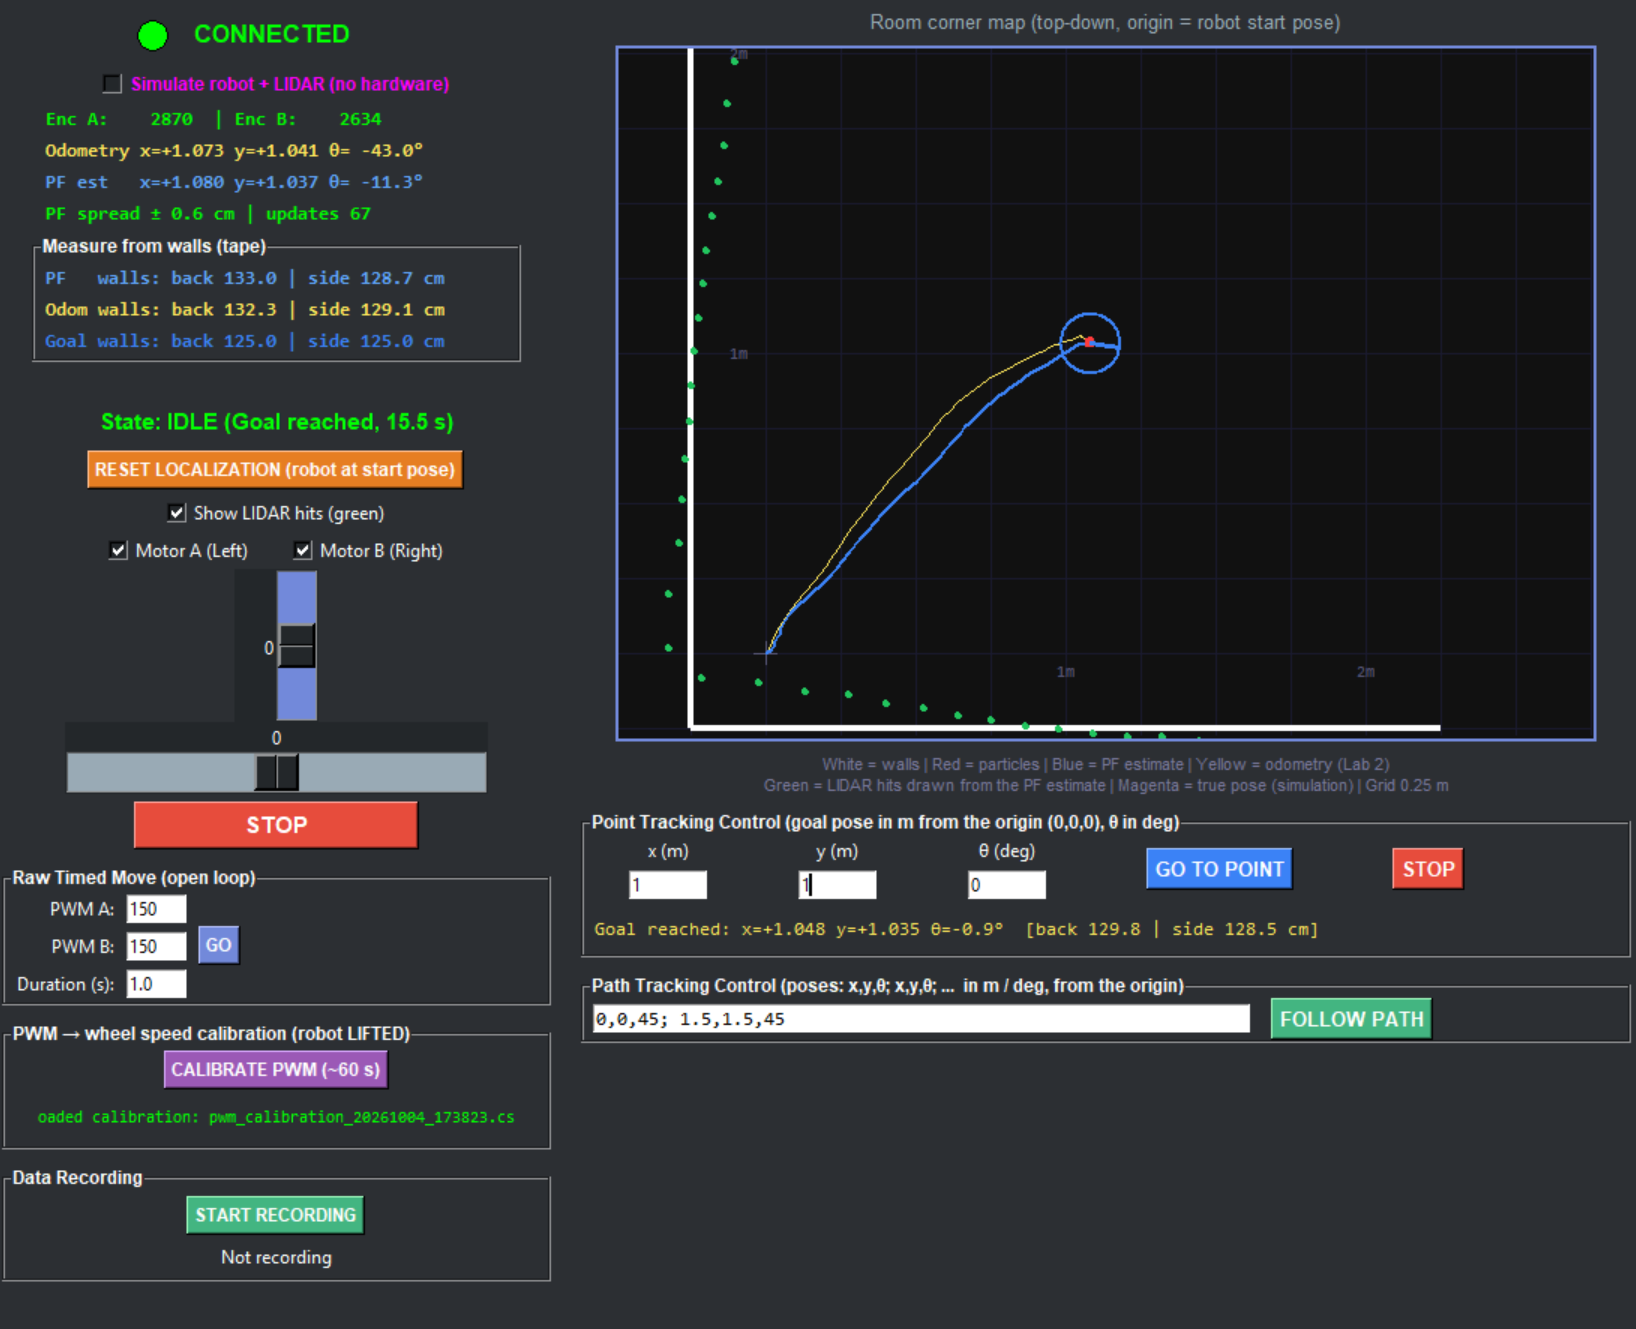 CONNECTED
Simulate robot + LIDAR (no hardware)
Enc A: 2870 | Enc B: 2634
Odometry x=+1.073 y=+1.041 θ= -43.0°
PF est x=+1.080 y=+1.037 θ= -11.3°
PF spread ± 0.6 cm | updates 67
Measure from walls (tape)
PF walls: back 133.0 | side 128.7 cm
Odom walls: back 132.3 | side 129.1 cm
Goal walls: back 125.0 | side 125.0 cm
State: IDLE (Goal reached, 15.5 s)
RESET LOCALIZATION (robot at start pose)
Show LIDAR hits (green)
Motor A (Left) Motor B (Right)
0
0
STOP
Raw Timed Move (open loop)
PWM A: 150
PWM B: 150 GO
Duration (s): 1.0
PWM → wheel speed calibration (robot LIFTED)
CALIBRATE PWM (~60 s)
oaded calibration: pwm_calibration_20261004_173823.cs
Data Recording
START RECORDING
Not recording
Room corner map (top-down, origin = robot start pose)
2m
1m
1m 2m
White = walls | Red = particles | Blue = PF estimate | Yellow = odometry (Lab 2)
Green = LIDAR hits drawn from the PF estimate | Magenta = true pose (simulation) | Grid 0.25 m
Point Tracking Control (goal pose in m from the origin (0,0,0), θ in deg)
x (m) y (m) θ (deg)
1 1 0 GO TO POINT STOP
Goal reached: x=+1.048 y=+1.035 θ=-0.9° [back 129.8 | side 128.5 cm]
Path Tracking Control (poses: x,y,θ; x,y,θ; ... in m / deg, from the origin)
0,0,45; 1.5,1.5,45 FOLLOW PATH